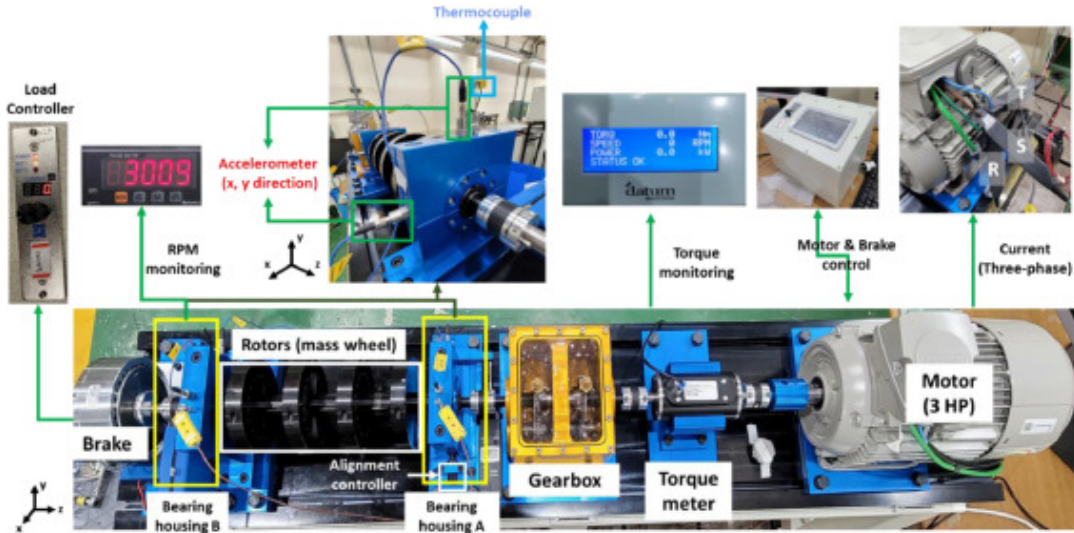 Thermocouple
Load
Controller
3009
Accelerometer
(x, y direction)
TORQ 0.0 Nm
SPEED 0 RPM
POWER 0.0 kW
STATUS OK
datum
T
S
R
RPM
monitoring
Y
X
Z
Torque
monitoring
Motor & Brake
control
Current
(Three-phase)
Rotors (mass wheel)
Motor
(3 HP)
Brake
Alignment
controller
Gearbox
Torque
meter
Y
X
Z
Bearing
housing B
Bearing
housing A